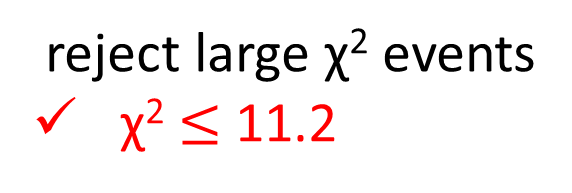 reject large χ² events
✓ χ² ≤ 11.2